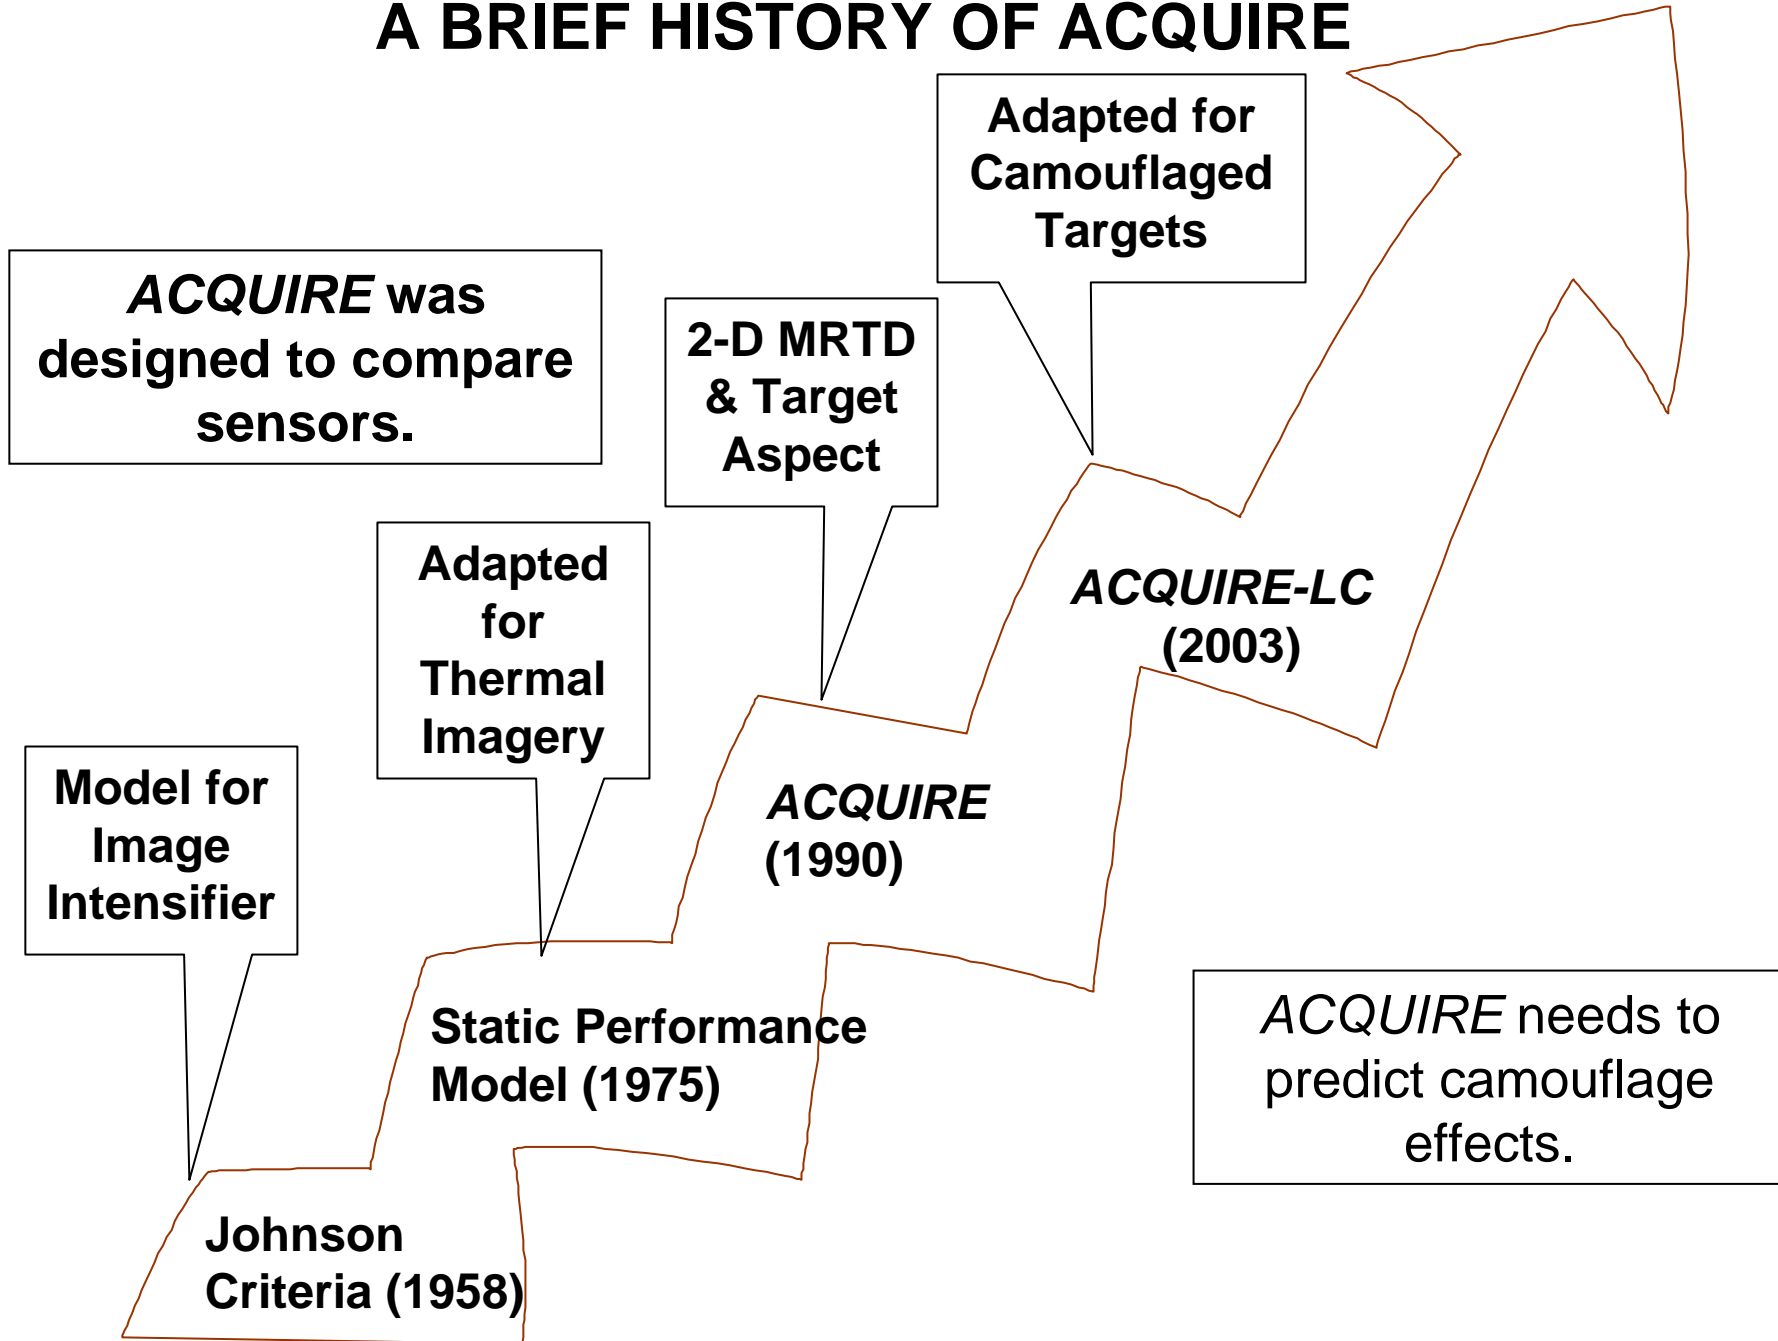 A BRIEF HISTORY OF ACQUIRE
Adapted for
Camouflaged
Targets
ACQUIRE was
designed to compare
sensors.
2-D MRTD
& Target
Aspect
Adapted
for
Thermal
Imagery
ACQUIRE-LC
(2003)
Model for
Image
Intensifier
ACQUIRE
(1990)
Static Performance
Model (1975)
ACQUIRE needs to
predict camouflage
effects.
Johnson
Criteria (1958)